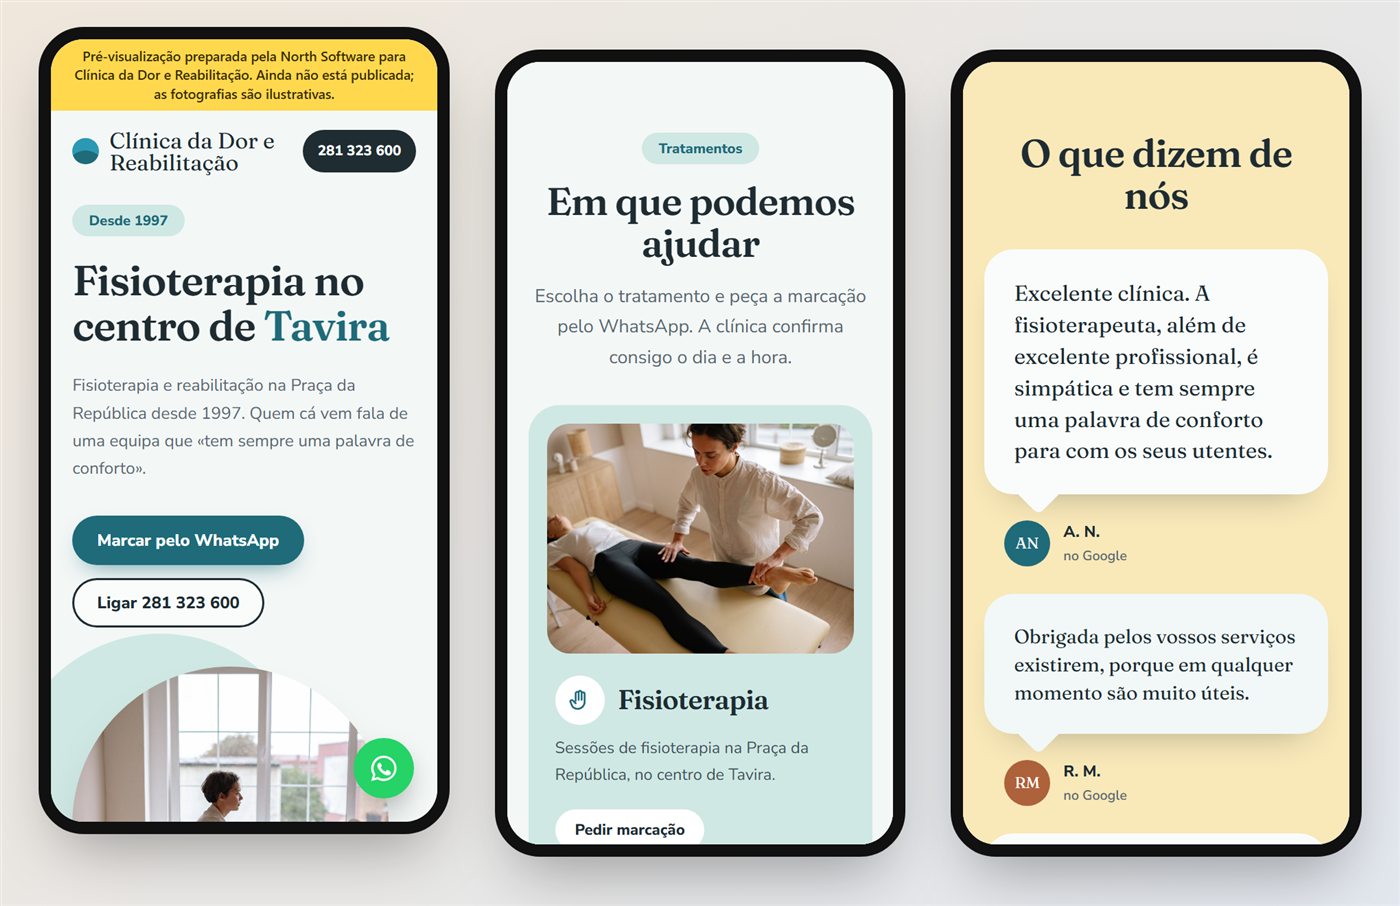 Pré-visualização preparada pela North Software para
Clínica da Dor e Reabilitação. Ainda não está publicada;
as fotografias são ilustrativas.
Clínica da Dor e
Reabilitação
281 323 600
Desde 1997
Fisioterapia no
centro de Tavira
Fisioterapia e reabilitação na Praça da
República desde 1997. Quem cá vem fala de
uma equipa que «tem sempre uma palavra de
conforto».
Marcar pelo WhatsApp
Ligar 281 323 600
Tratamentos
Em que podemos
ajudar
Escolha o tratamento e peça a marcação
pelo WhatsApp. A clínica confirma
consigo o dia e a hora.
Fisioterapia
Sessões de fisioterapia na Praça da
República, no centro de Tavira.
Pedir marcação
O que dizem de
nós
Excelente clínica. A
fisioterapeuta, além de
excelente profissional, é
simpática e tem sempre
uma palavra de conforto
para com os seus utentes.
AN
A. N.
no Google
Obrigada pelos vossos serviços
existirem, porque em qualquer
momento são muito úteis.
RM
R. M.
no Google